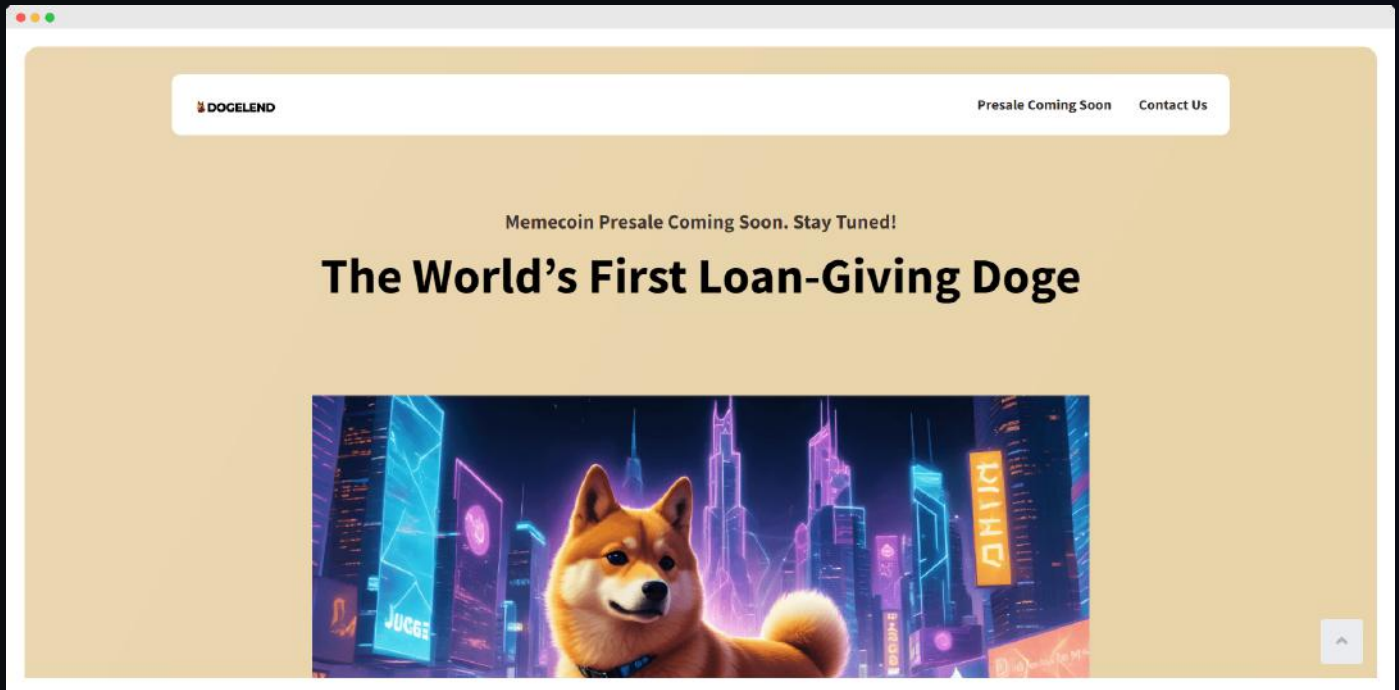 DOGELEND
Presale Coming Soon
Contact Us
Memecoin Presale Coming Soon. Stay Tuned!
The World’s First Loan-Giving Doge